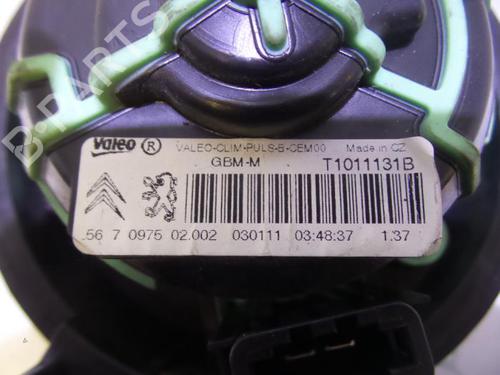 B-PARTS
Valeo ® VALEO-CLIM-PULS-B-CEM00 Made in CZ
GBM-M T1011131B
56 7 0975 02.002 030111 03:48:37 1.37